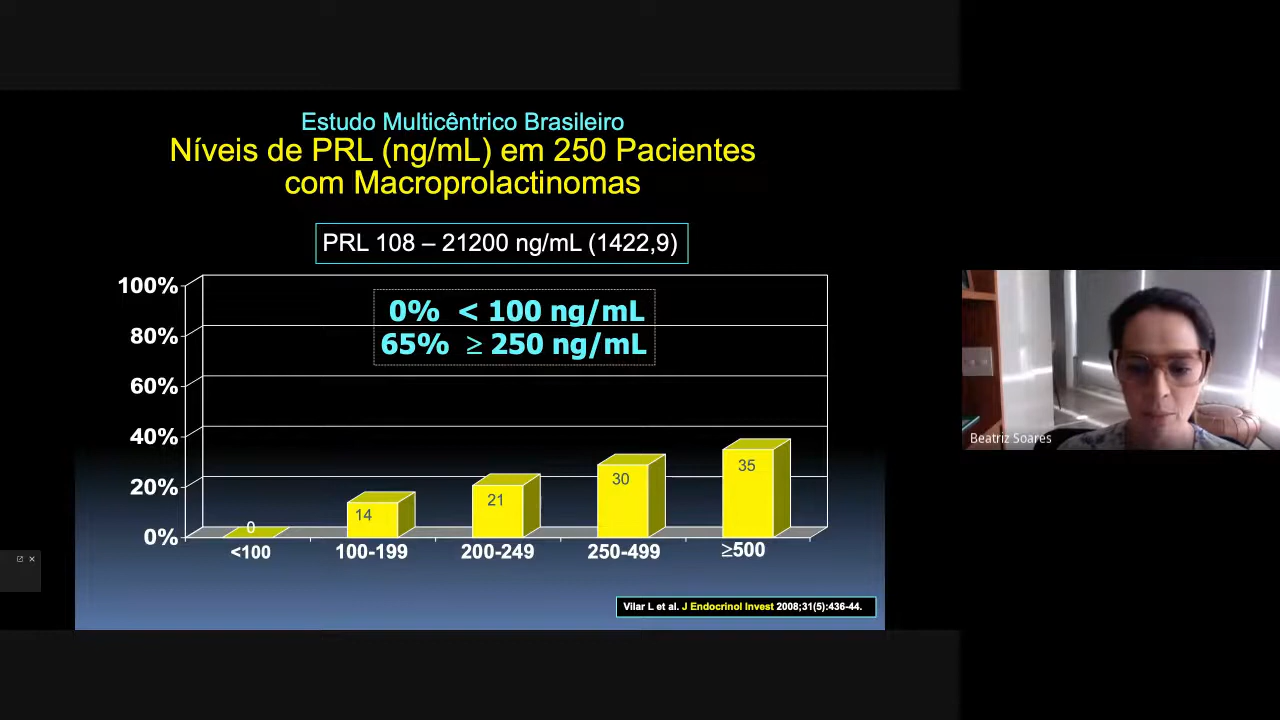 Estudo Multicêntrico Brasileiro
Níveis de PRL (ng/mL) em 250 Pacientes
com Macroprolactinomas
PRL 108 – 21200 ng/mL (1422,9)
0% < 100 ng/mL
65% ≥ 250 ng/mL
100%
80%
60%
40%
20%
0%
0
14
21
30
35
<100
100-199
200-249
250-499
≥500
Vilar L et al. J Endocrinol Invest 2008;31(5):436-44.
Beatriz Soares